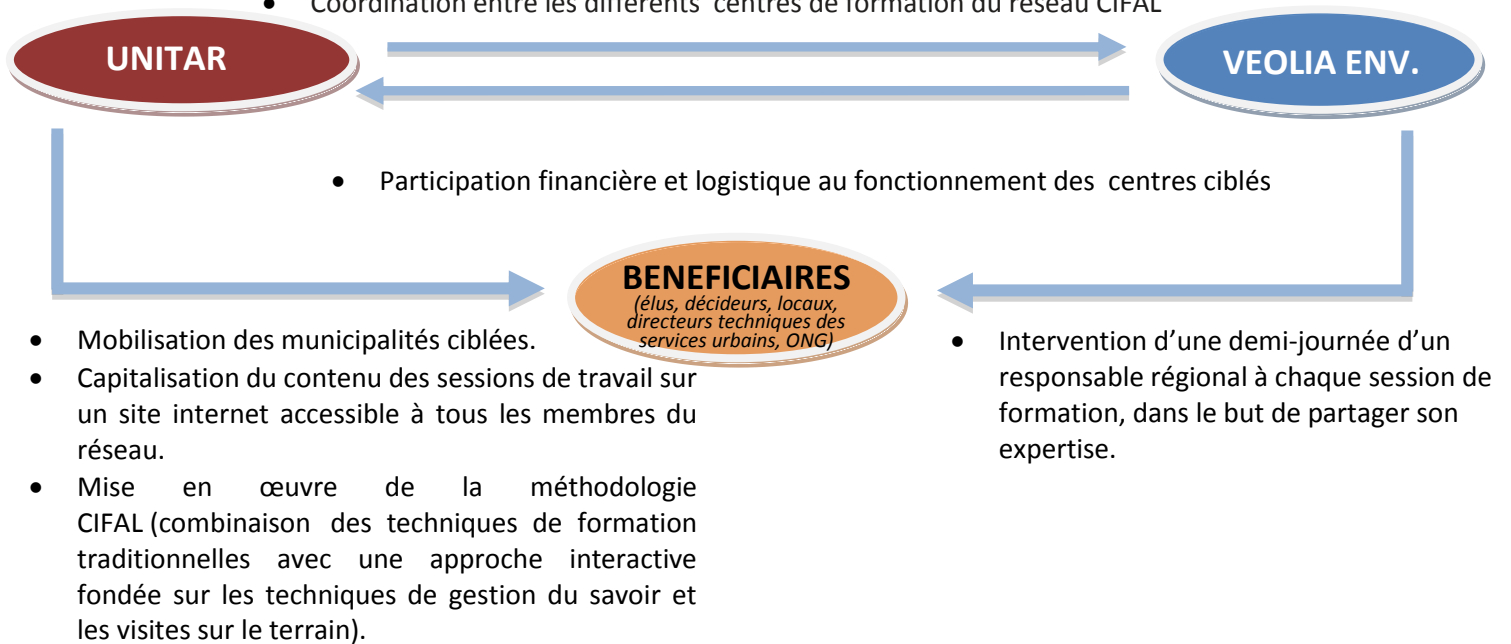 • Coordination entre les différents centres de formation du réseau CIFAL
UNITAR
VEOLIA ENV.
• Participation financière et logistique au fonctionnement des centres ciblés
BENEFICIAIRES
(élus, décideurs, locaux,
directeurs techniques des
services urbains, ONG)
• Mobilisation des municipalités ciblées.
• Capitalisation du contenu des sessions de travail sur
un site internet accessible à tous les membres du
réseau.
• Mise en œuvre de la méthodologie
CIFAL (combinaison des techniques de formation
traditionnelles avec une approche interactive
fondée sur les techniques de gestion du savoir et
les visites sur le terrain).
• Intervention d’une demi-journée d’un
responsable régional à chaque session de
formation, dans le but de partager son
expertise.